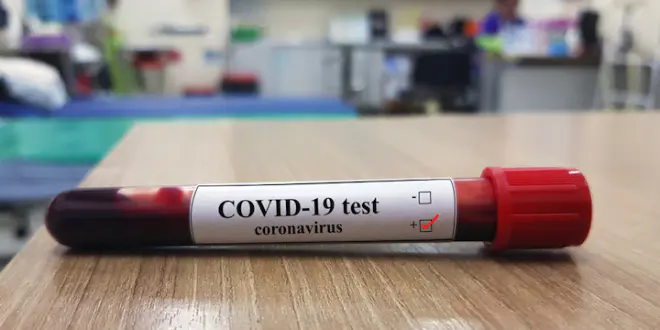 COVID-19 test
coronavirus
- ☐
+ ☑